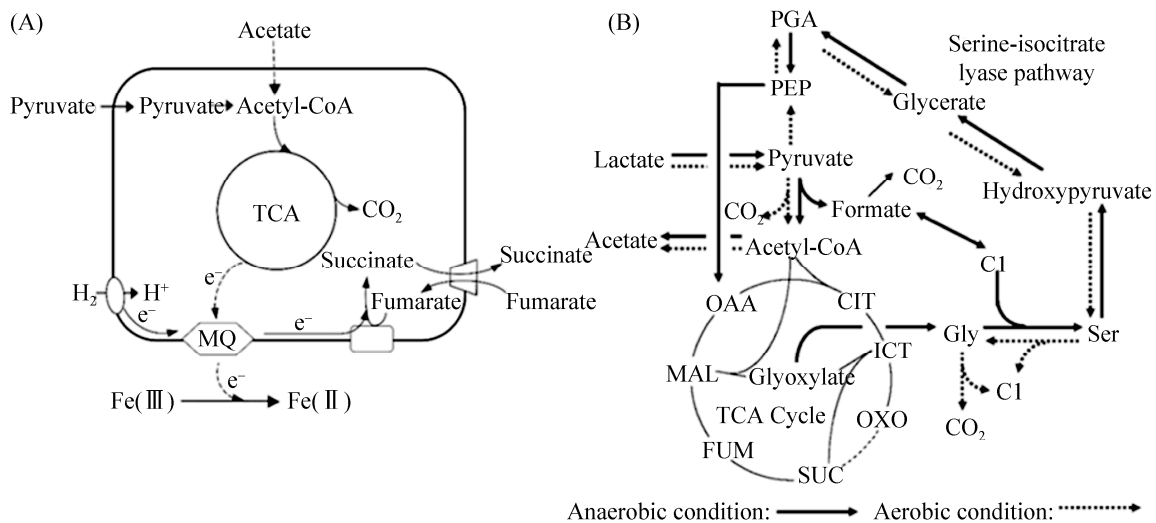 (A)
Acetate
Pyruvate
Pyruvate
Acetyl-CoA
TCA
CO₂
Succinate
Succinate
e⁻
H₂
H⁺
e⁻
Fumarate
Fumarate
MQ
e⁻
e⁻
Fe(Ⅲ)
Fe(Ⅱ)
(B)
PGA
Serine-isocitrate
lyase pathway
PEP
Glycerate
Lactate
Pyruvate
CO₂
Hydroxypyruvate
CO₂
Formate
Acetate
Acetyl-CoA
C1
OAA
CIT
Gly
Ser
ICT
MAL
Glyoxylate
C1
TCA Cycle
OXO
CO₂
FUM
SUC
Anaerobic condition:
Aerobic condition: